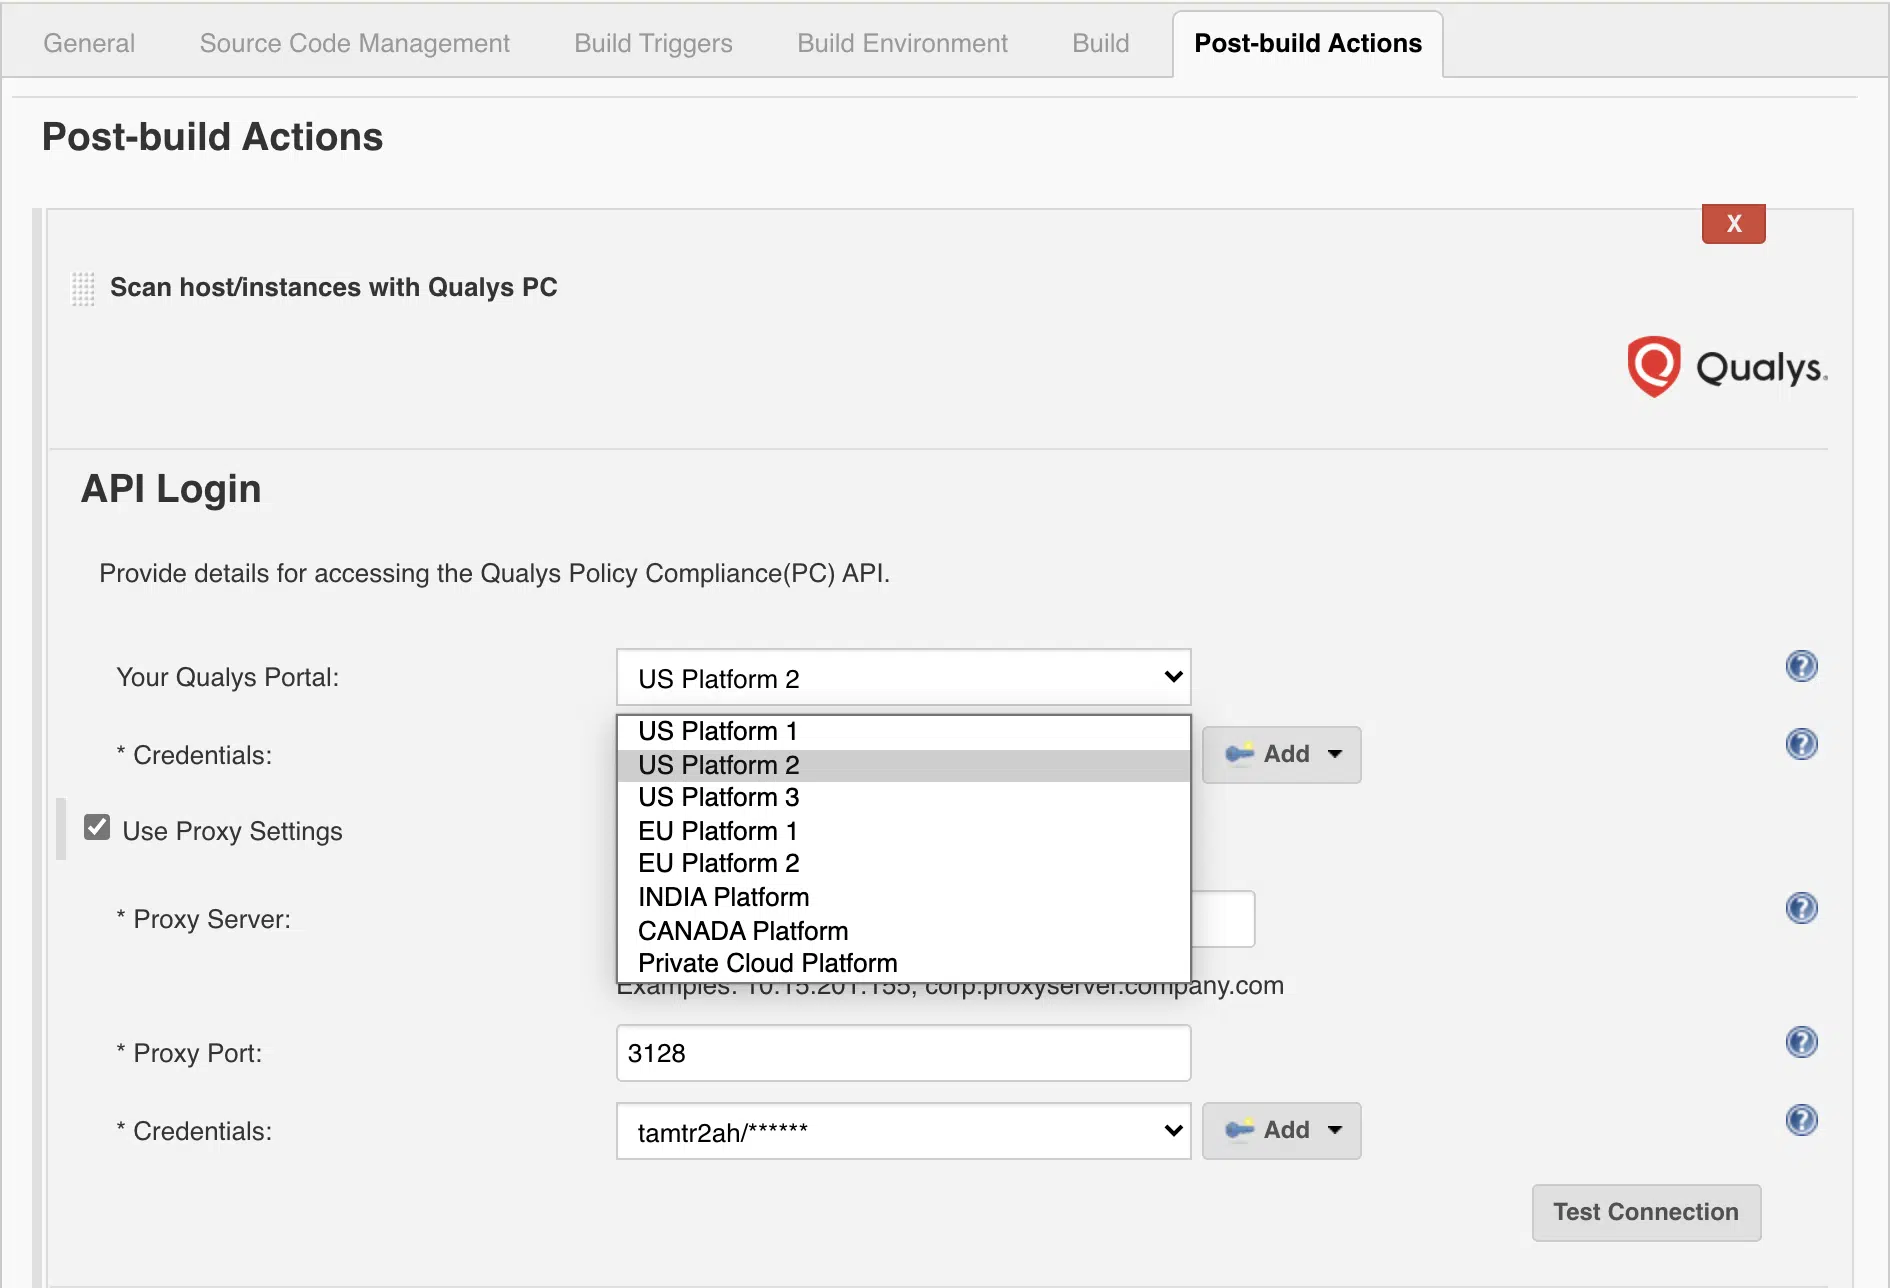 General Source Code Management Build Triggers Build Environment Build Post-build Actions
Post-build Actions
X
Scan host/instances with Qualys PC
Qualys.
API Login
Provide details for accessing the Qualys Policy Compliance(PC) API.
Your Qualys Portal: US Platform 2
US Platform 1
* Credentials: US Platform 2 Add
US Platform 3
Use Proxy Settings EU Platform 1
EU Platform 2
INDIA Platform
* Proxy Server: CANADA Platform
Private Cloud Platform
Examples: 10.15.201.155, corp.proxyserver.company.com
* Proxy Port: 3128
* Credentials: tamtr2ah/****** Add
Test Connection